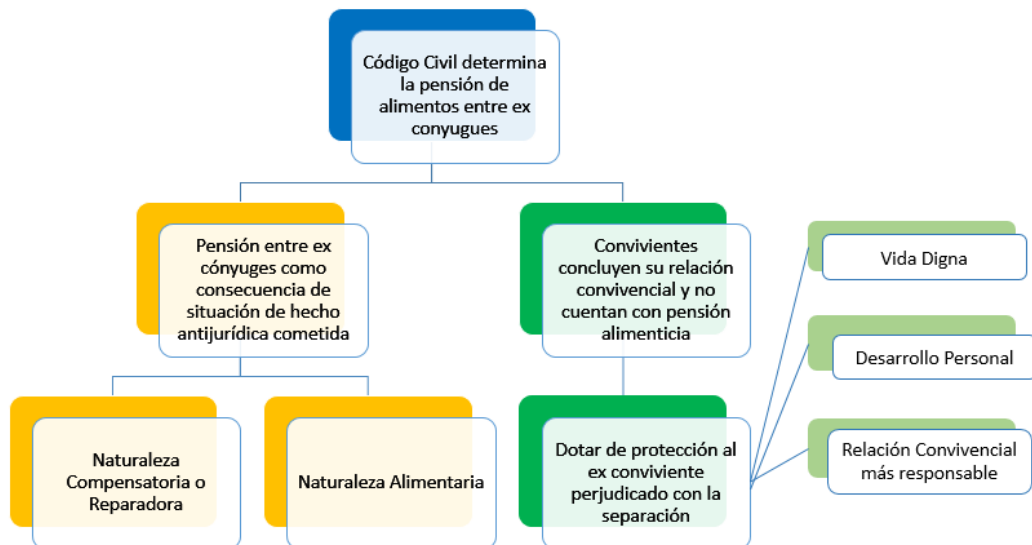 Código Civil determina
la pensión de
alimentos entre ex
conyugues
Pensión entre ex
cónyuges como
consecuencia de
situación de hecho
antijurídica cometida
Convivientes
concluyen su relación
convivencial y no
cuentan con pensión
alimenticia
Vida Digna
Desarrollo Personal
Relación Convivencial
más responsable
Naturaleza
Compensatoria o
Reparadora
Naturaleza Alimentaria
Dotar de protección al
ex conviviente
perjudicado con la
separación